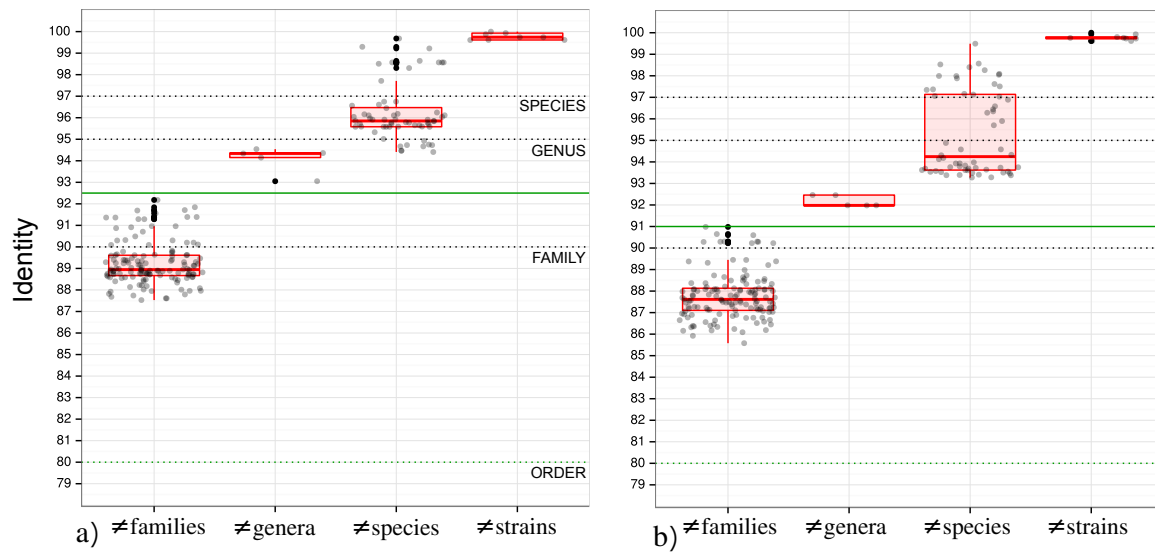 Identity
100
99
98
97
96
95
94
93
92
91
90
89
88
87
86
85
84
83
82
81
80
79
SPECIES
GENUS
FAMILY
ORDER
a)
≠families
≠genera
≠species
≠strains
100
99
98
97
96
95
94
93
92
91
90
89
88
87
86
85
84
83
82
81
80
79
b)
≠families
≠genera
≠species
≠strains